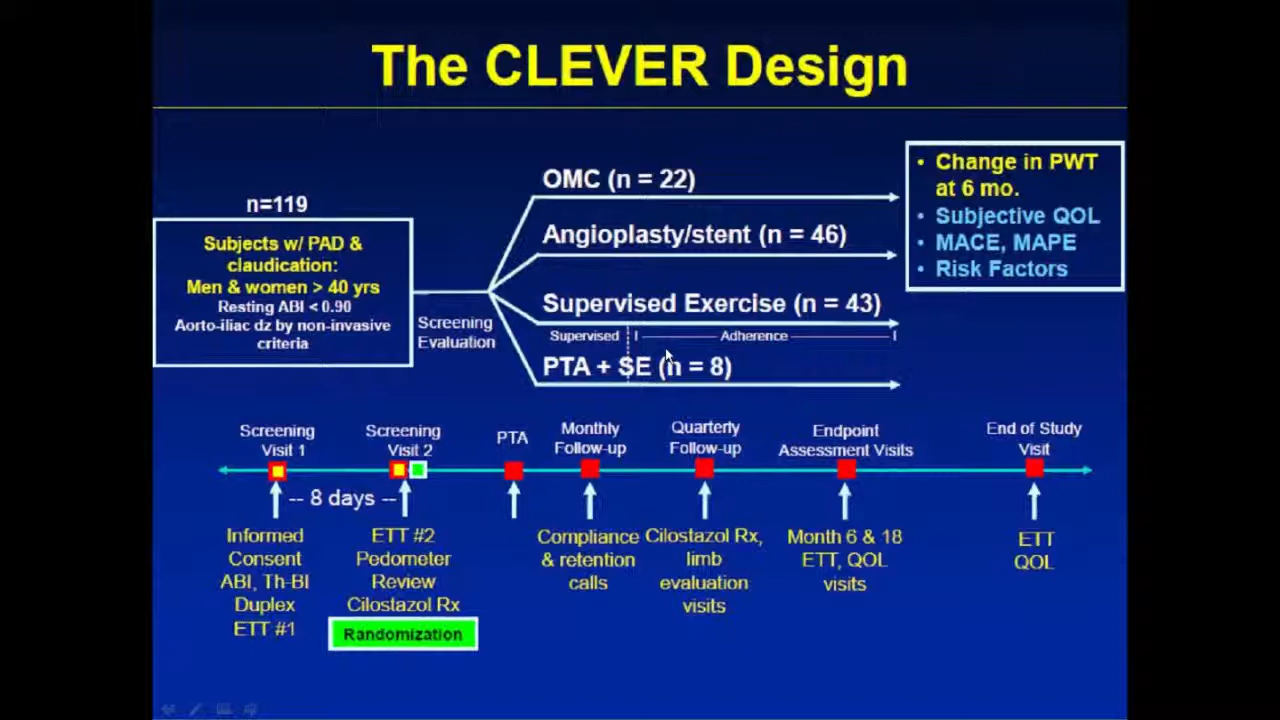 The CLEVER Design
n=119
Subjects w/ PAD &
claudication:
Men & women > 40 yrs
Resting ABI < 0.90
Aorto-iliac dz by non-invasive
criteria
Screening
Evaluation
OMC (n = 22)
Angioplasty/stent (n = 46)
Supervised Exercise (n = 43)
Supervised
Adherence
PTA + SE (n = 8)
• Change in PWT
at 6 mo.
• Subjective QOL
• MACE, MAPE
• Risk Factors
Screening
Visit 1
Screening
Visit 2
PTA
Monthly
Follow-up
Quarterly
Follow-up
Endpoint
Assessment Visits
End of Study
Visit
-- 8 days --
Informed
Consent
ABI, Th-BI
Duplex
ETT #1
ETT #2
Pedometer
Review
Cilostazol Rx
Randomization
Compliance
& retention
calls
Cilostazol Rx,
limb
evaluation
visits
Month 6 & 18
ETT, QOL
visits
ETT
QOL